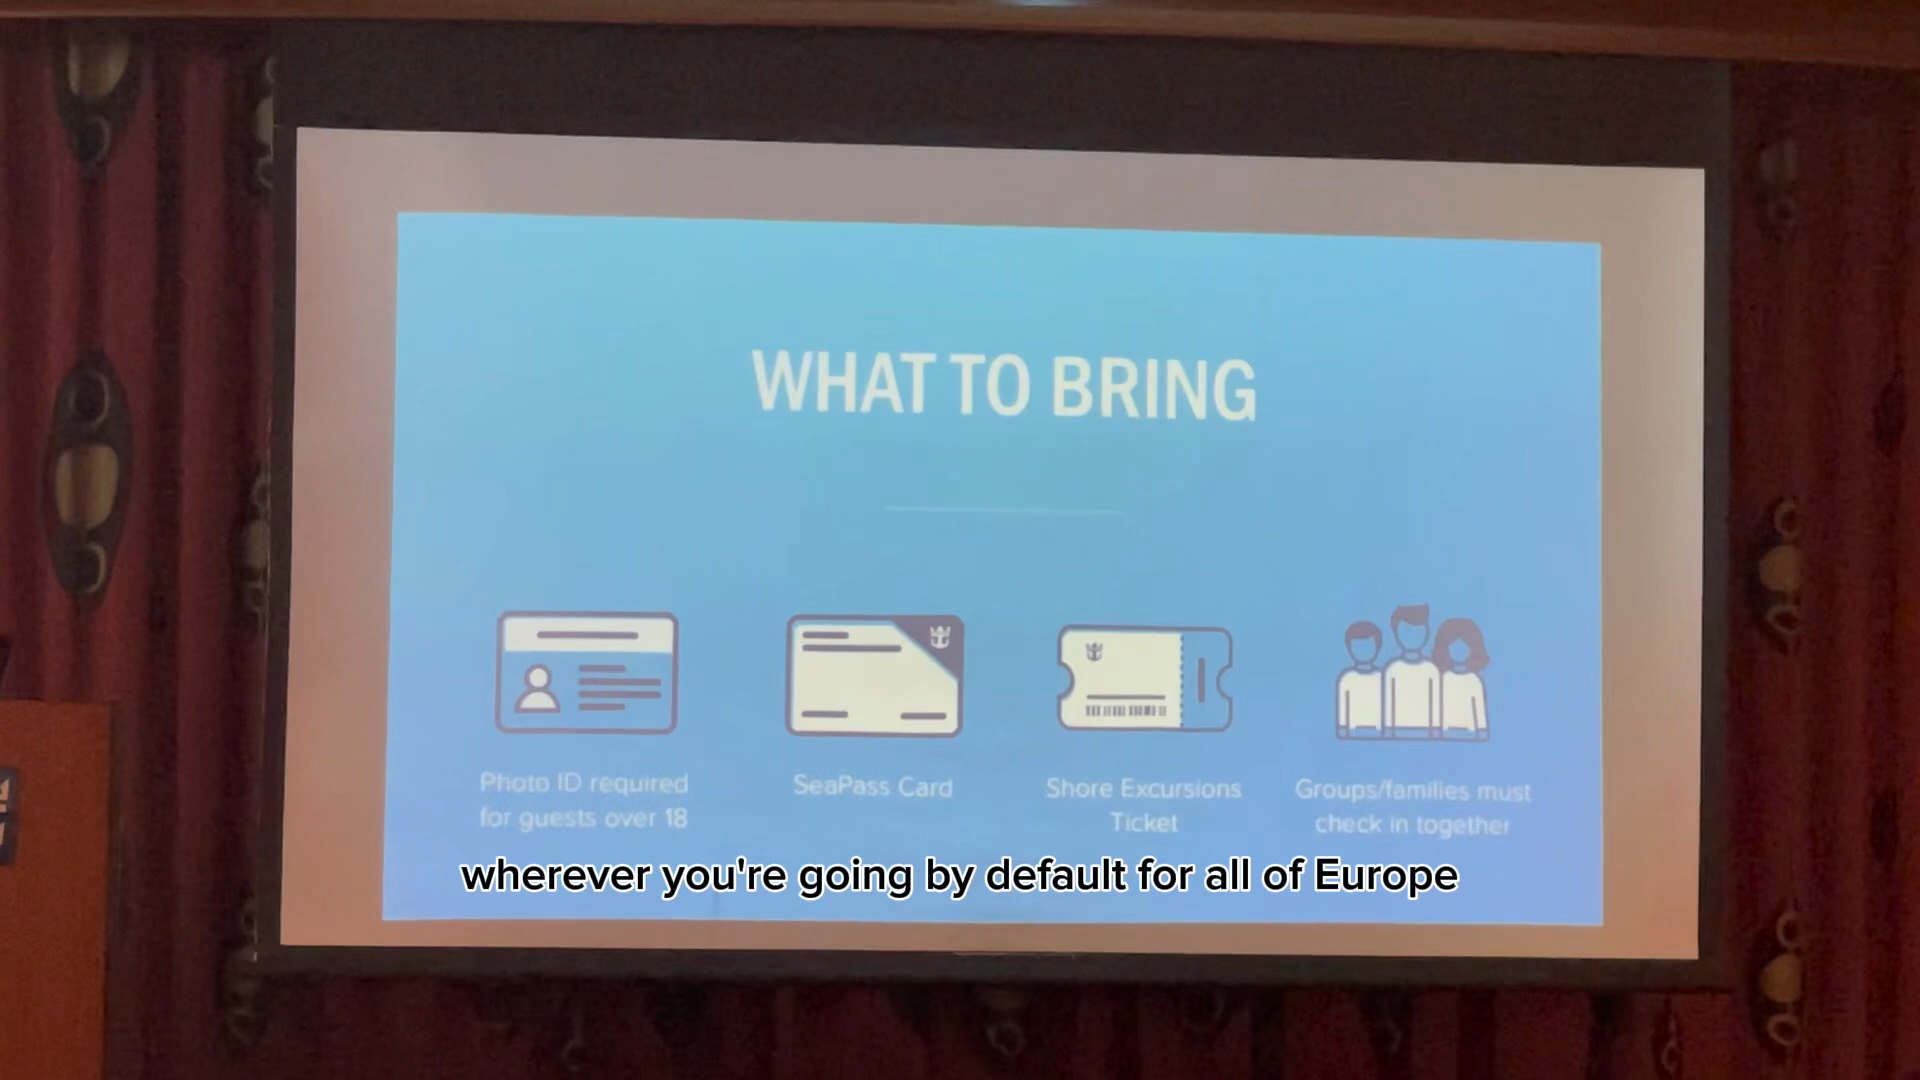 WHAT TO BRING
Photo ID required
for guests over 18
SeaPass Card
Shore Excursions
Ticket
Groups/families must
check in together
wherever you're going by default for all of Europe